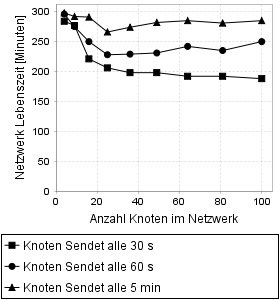 Netzwerk Lebenszeit [Minuten]
300
250
200
150
100
50
0
0 20 40 60 80 100
Anzahl Knoten im Netzwerk
Knoten Sendet alle 30 s
Knoten Sendet alle 60 s
Knoten Sendet alle 5 min